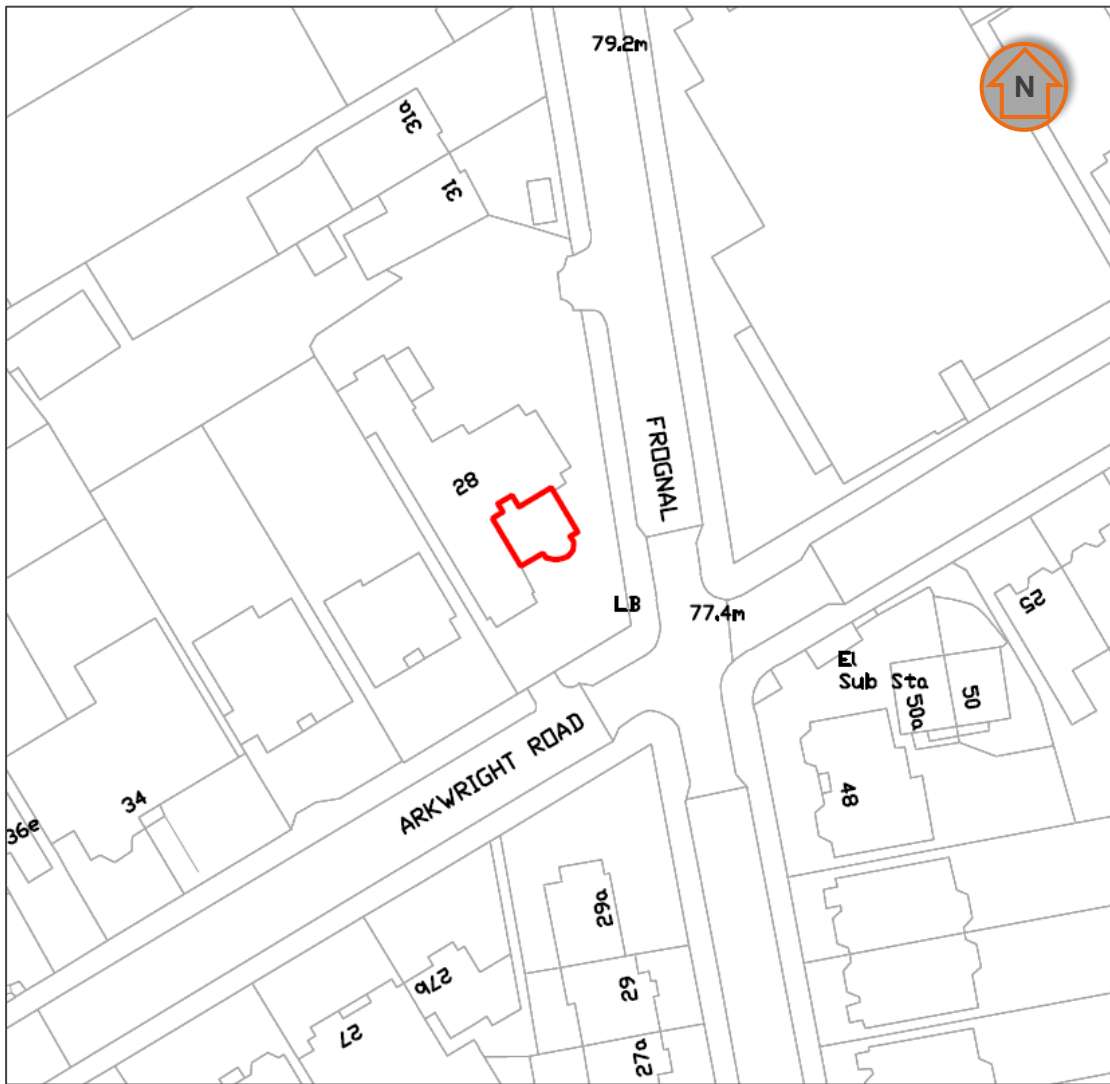 79.2m
N
31a
31
FROGNAL
28
LB
77.4m
25
El
Sub Sta
50
50a
ARKWRIGHT ROAD
48
34
36e
29a
27b
29
27
27a